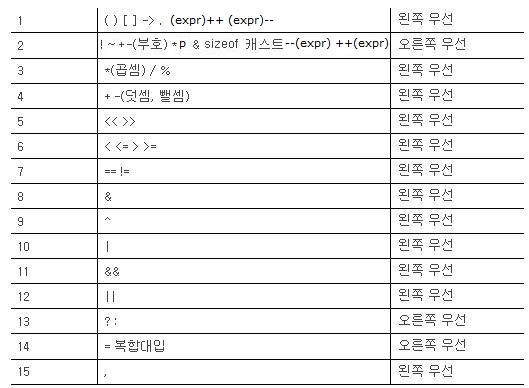 1 ( ) [ ] -> . (expr)++ (expr)-- 왼쪽 우선
2 ! ~ + -(부호) *p & sizeof 캐스트--(expr) ++(expr) 오른쪽 우선
3 *(곱셈) / % 왼쪽 우선
4 + -(덧셈, 뺄셈) 왼쪽 우선
5 << >> 왼쪽 우선
6 < <= > >= 왼쪽 우선
7 == != 왼쪽 우선
8 & 왼쪽 우선
9 ^ 왼쪽 우선
10 | 왼쪽 우선
11 && 왼쪽 우선
12 || 왼쪽 우선
13 ? : 오른쪽 우선
14 = 복합대입 오른쪽 우선
15 , 왼쪽 우선